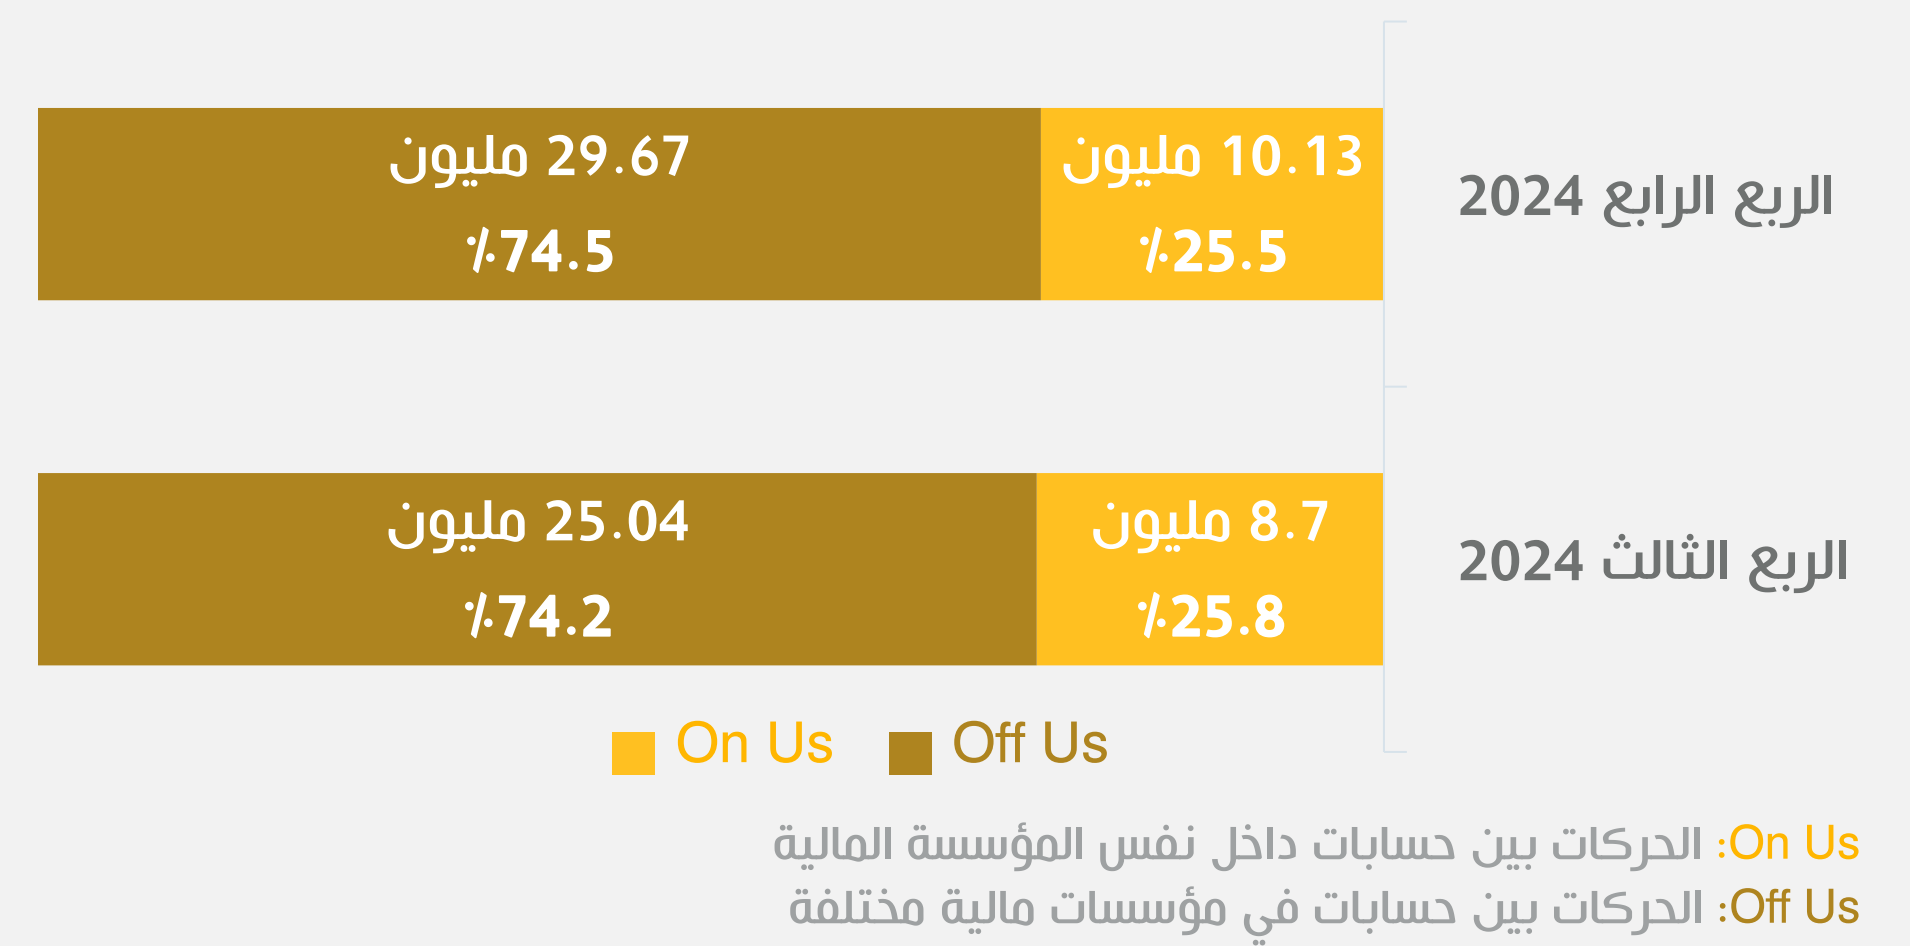 الربع الرابع 2024
10.13 مليون
٪25.5
29.67 مليون
٪74.5
الربع الثالث 2024
8.7 مليون
٪25.8
25.04 مليون
٪74.2
On Us
Off Us
On Us: الحركات بين حسابات داخل نفس المؤسسة المالية
Off Us: الحركات بين حسابات في مؤسسات مالية مختلفة